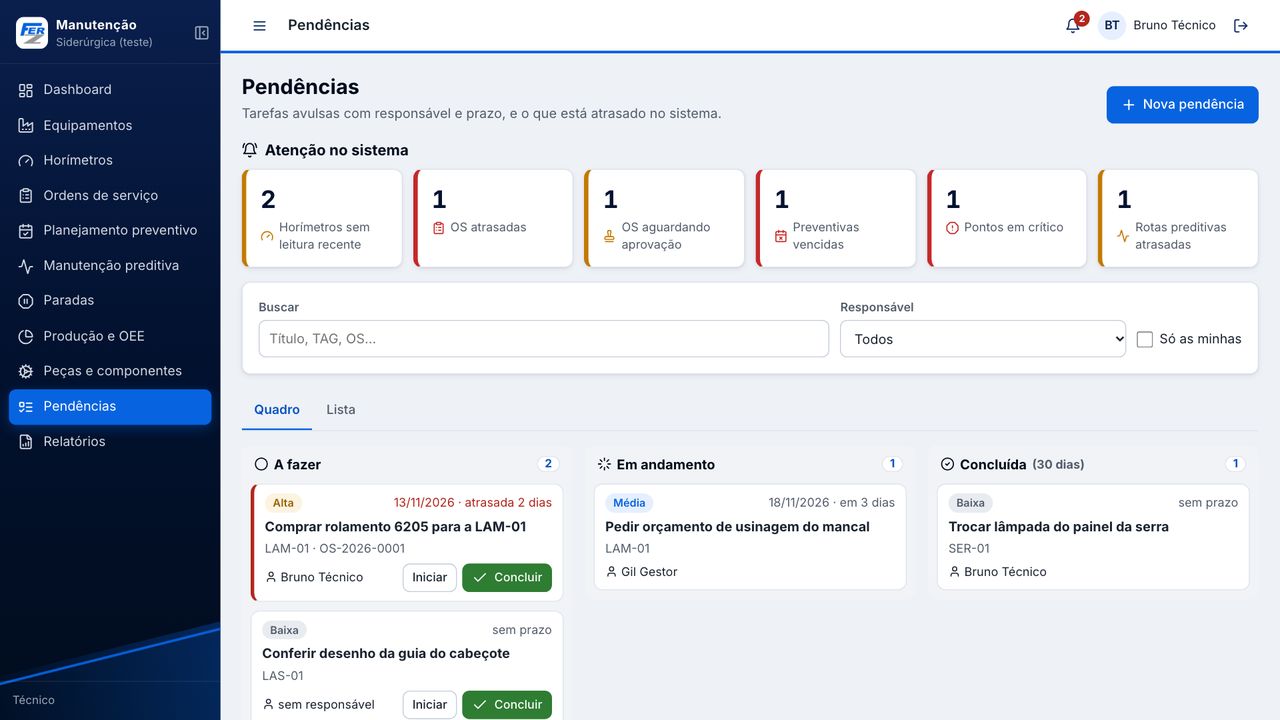 FER
2
Manutenção
Siderúrgica (teste)
Dashboard
Equipamentos
Horímetros
Ordens de serviço
Planejamento preventivo
Manutenção preditiva
Paradas
Produção e OEE
Peças e componentes
Pendências
Relatórios
Técnico
Pendências
2
BT
Bruno Técnico
Pendências
Tarefas avulsas com responsável e prazo, e o que está atrasado no sistema.
Nova pendência
Atenção no sistema
2
Horímetros sem
leitura recente
1
OS atrasadas
1
OS aguardando
aprovação
1
Preventivas
vencidas
1
Pontos em crítico
1
Rotas preditivas
atrasadas
Buscar
Título, TAG, OS...
Responsável
Todos
Só as minhas
Quadro
Lista
A fazer
2
Alta
13/11/2026 · atrasada 2 dias
Comprar rolamento 6205 para a LAM-01
LAM-01 · OS-2026-0001
Bruno Técnico
Iniciar
Concluir
Baixa
sem prazo
Conferir desenho da guia do cabeçote
LAS-01
sem responsável
Iniciar
Concluir
Em andamento
1
Média
18/11/2026 · em 3 dias
Pedir orçamento de usinagem do mancal
LAM-01
Gil Gestor
Concluída (30 dias)
1
Baixa
sem prazo
Trocar lâmpada do painel da serra
SER-01
Bruno Técnico